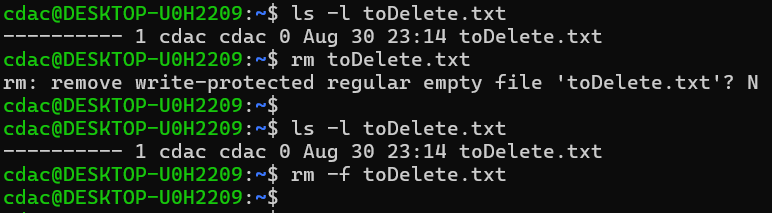 cdac@DESKTOP-U0H2209:~$ ls -l toDelete.txt
---------- 1 cdac cdac 0 Aug 30 23:14 toDelete.txt
cdac@DESKTOP-U0H2209:~$ rm toDelete.txt
rm: remove write-protected regular empty file 'toDelete.txt'? N
cdac@DESKTOP-U0H2209:~$
cdac@DESKTOP-U0H2209:~$ ls -l toDelete.txt
---------- 1 cdac cdac 0 Aug 30 23:14 toDelete.txt
cdac@DESKTOP-U0H2209:~$ rm -f toDelete.txt
cdac@DESKTOP-U0H2209:~$